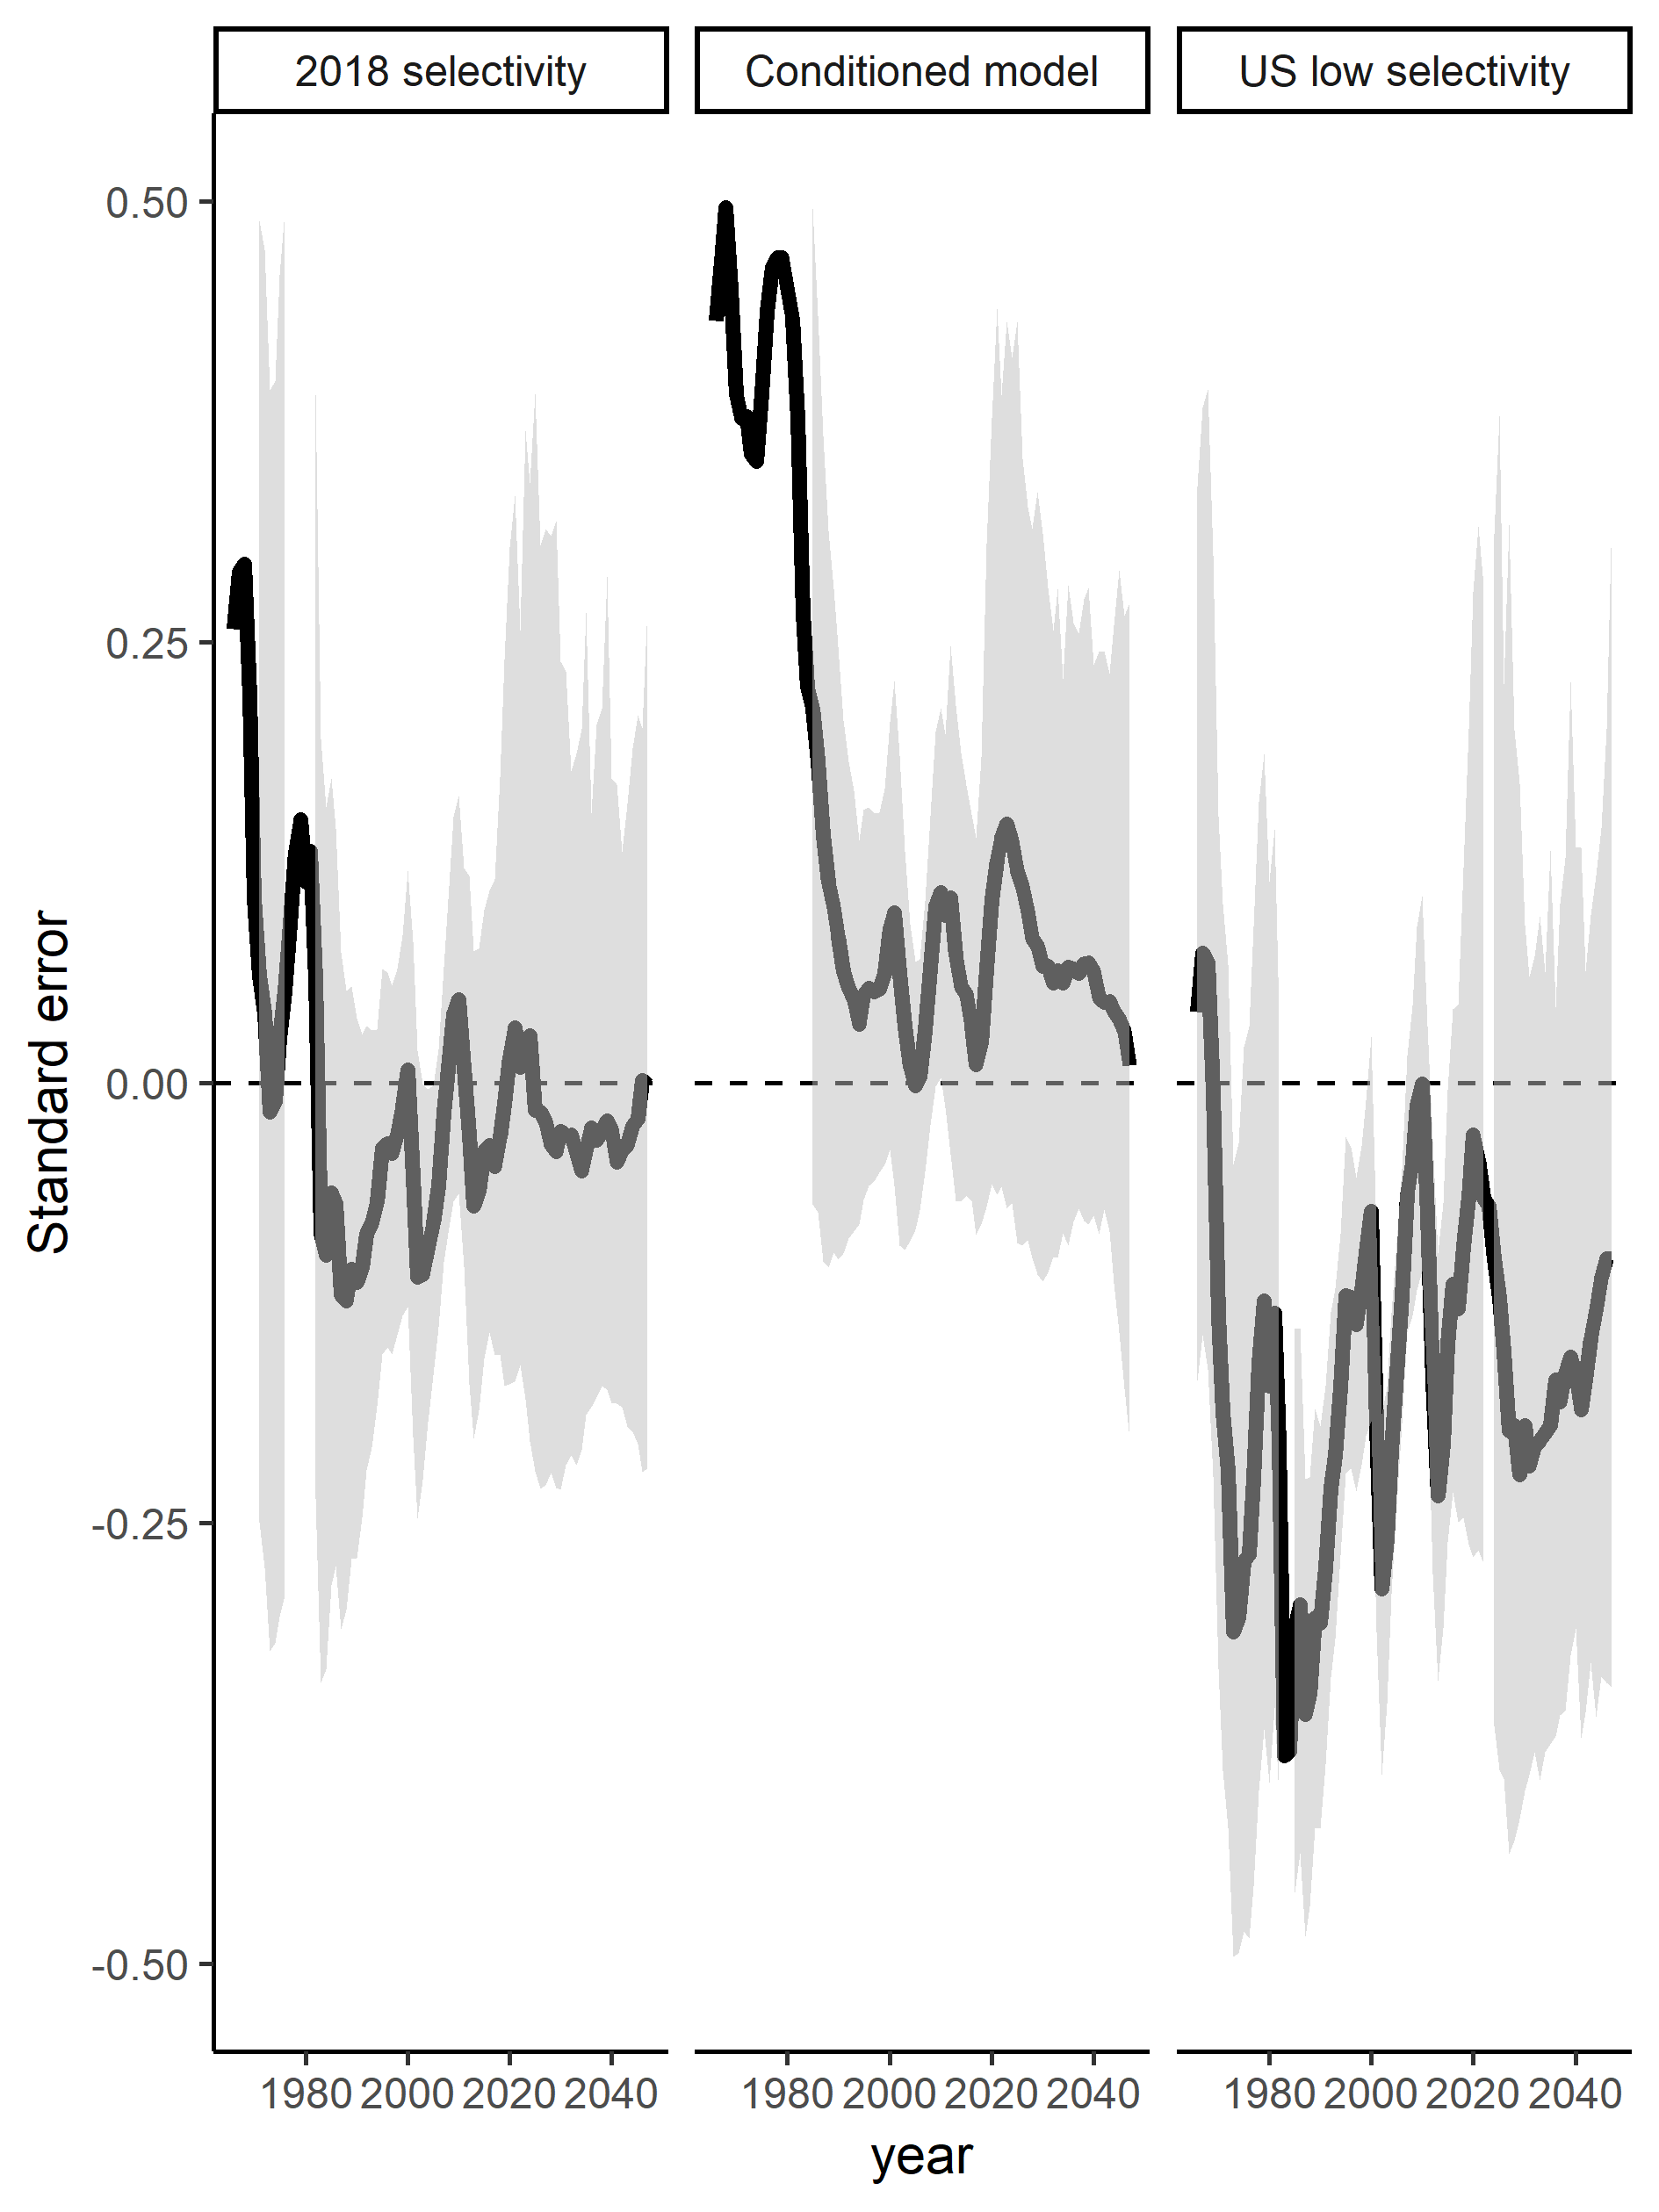 2018 selectivity
Conditioned model
US low selectivity
0.50
0.25
0.00
-0.25
-0.50
Standard error
1980 2000 2020 2040
1980 2000 2020 2040
1980 2000 2020 2040
year